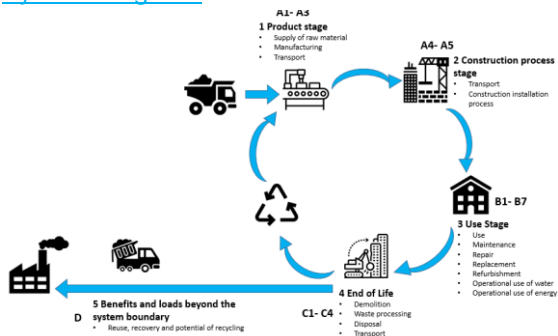 A1- A3
1 Product stage
• Supply of raw material
• Manufacturing
• Transport
A4- A5
2 Construction process
stage
• Transport
• Construction installation
process
B1- B7
3 Use Stage
• Use
• Maintenance
• Repair
• Replacement
• Refurbishment
• Operational use of water
• Operational use of energy
4 End of Life
C1- C4
• Demolition
• Waste processing
• Disposal
• Transport
5 Benefits and loads beyond the
D system boundary
• Reuse, recovery and potential of recycling